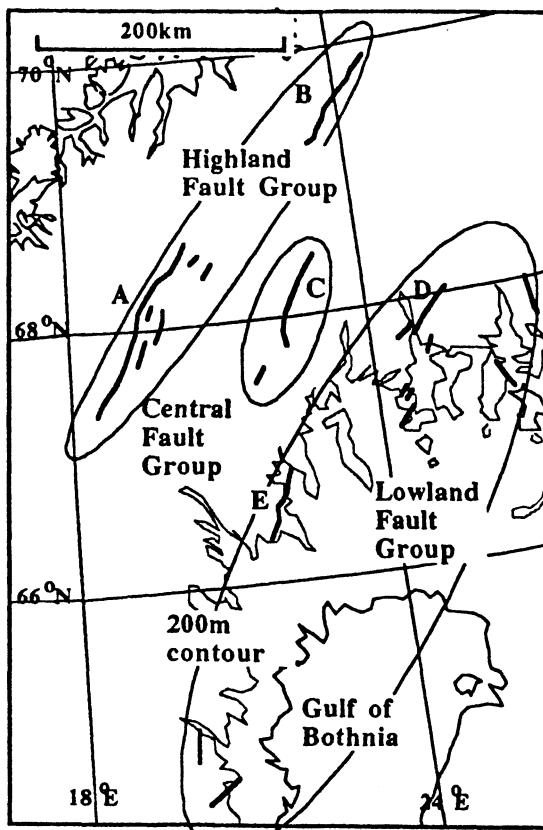 200km
70°N
B
Highland
Fault Group
A
C
D
68°N
Central
Fault
Group
E
Lowland
Fault
Group
66°N
200m
contour
Gulf of
Bothnia
18°E
24°E